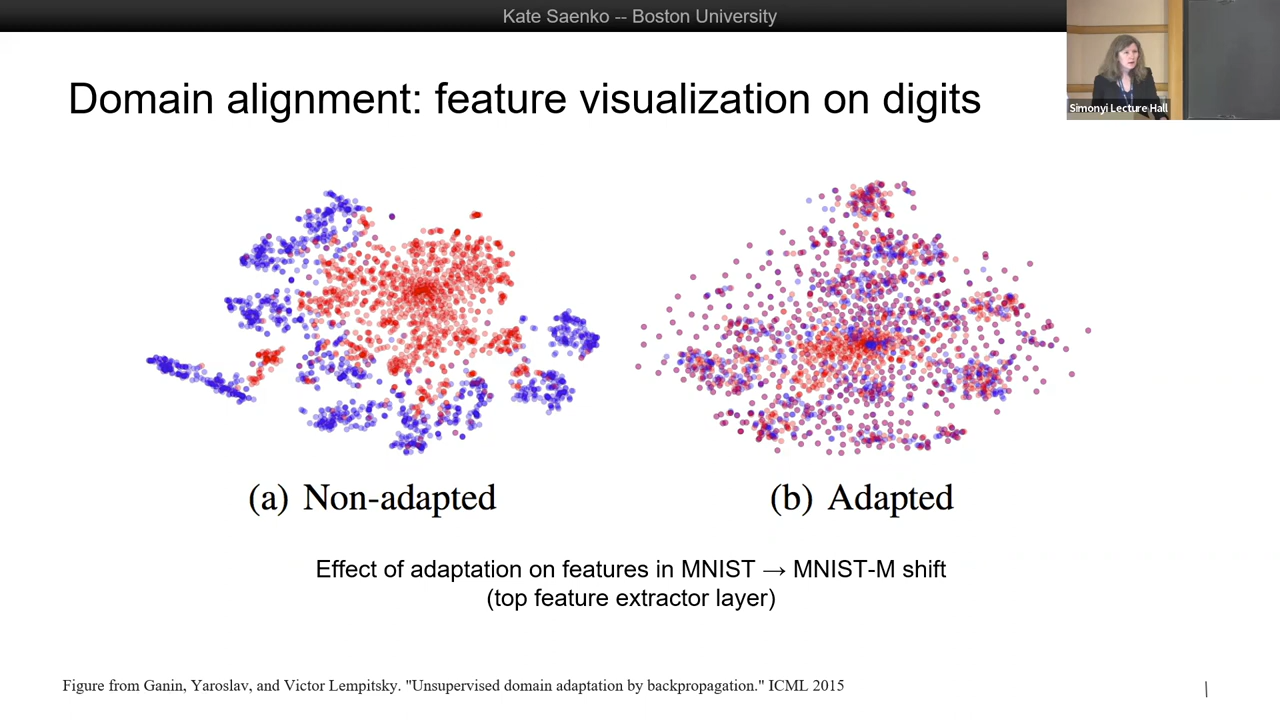 Kate Saenko -- Boston University
Simonyi Lecture Hall
Domain alignment: feature visualization on digits
(a) Non-adapted
(b) Adapted
Effect of adaptation on features in MNIST → MNIST-M shift
(top feature extractor layer)
Figure from Ganin, Yaroslav, and Victor Lempitsky. "Unsupervised domain adaptation by backpropagation." ICML 2015